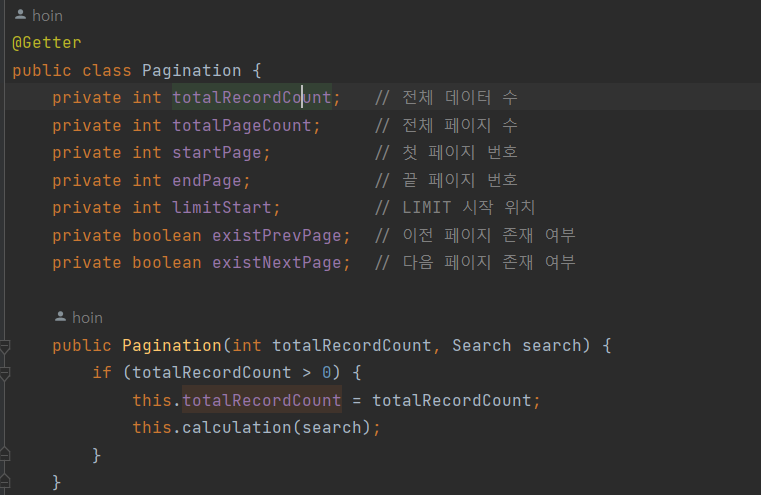 hoin
@Getter
public class Pagination {
private int totalRecordCount; // 전체 데이터 수
private int totalPageCount; // 전체 페이지 수
private int startPage; // 첫 페이지 번호
private int endPage; // 끝 페이지 번호
private int limitStart; // LIMIT 시작 위치
private boolean existPrevPage; // 이전 페이지 존재 여부
private boolean existNextPage; // 다음 페이지 존재 여부
hoin
public Pagination(int totalRecordCount, Search search) {
if (totalRecordCount > 0) {
this.totalRecordCount = totalRecordCount;
this.calculation(search);
}
}